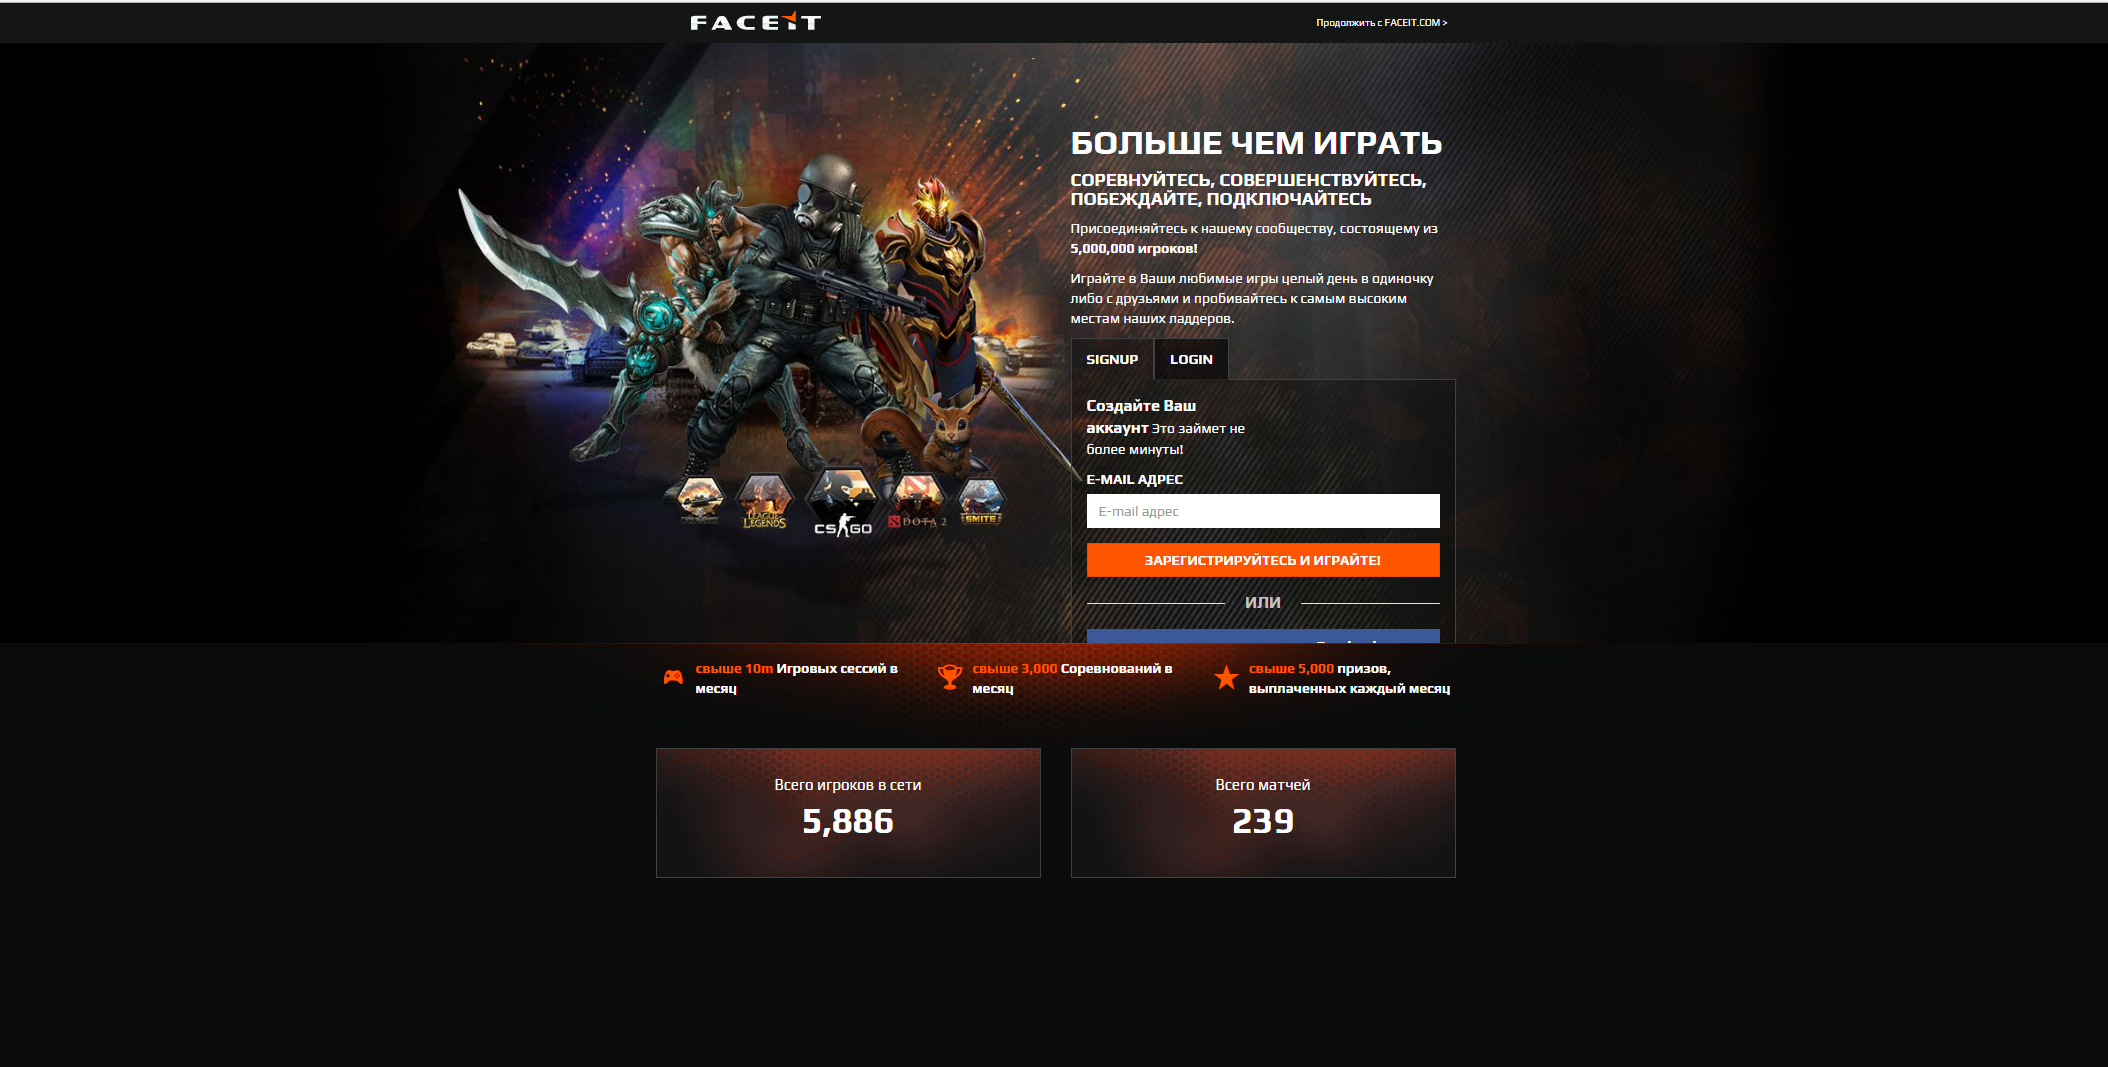 FACEIT
Продолжить с FACEIT.COM >
БОЛЬШЕ ЧЕМ ИГРАТЬ
СОРЕВНУЙТЕСЬ, СОВЕРШЕНСТВУЙТЕСЬ,
ПОБЕЖДАЙТЕ, ПОДКЛЮЧАЙТЕСЬ
Присоединяйтесь к нашему сообществу, состоящему из
5,000,000 игроков!
Играйте в Ваши любимые игры целый день в одиночку
либо с друзьями и пробивайтесь к самым высоким
местам наших ладдеров.
SIGNUP LOGIN
Создайте Ваш
аккаунт Это займет не
более минуты!
E-MAIL АДРЕС
E-mail адрес
ЗАРЕГИСТРИРУЙТЕСЬ И ИГРАЙТЕ!
ИЛИ
LEAGUE OF LEGENDS
CS GO
DOTA 2
SMITE
свыше 10m Игровых сессий в
месяц
свыше 3,000 Соревнований в
месяц
свыше 5,000 призов,
выплаченных каждый месяц
Всего игроков в сети
5,886
Всего матчей
239